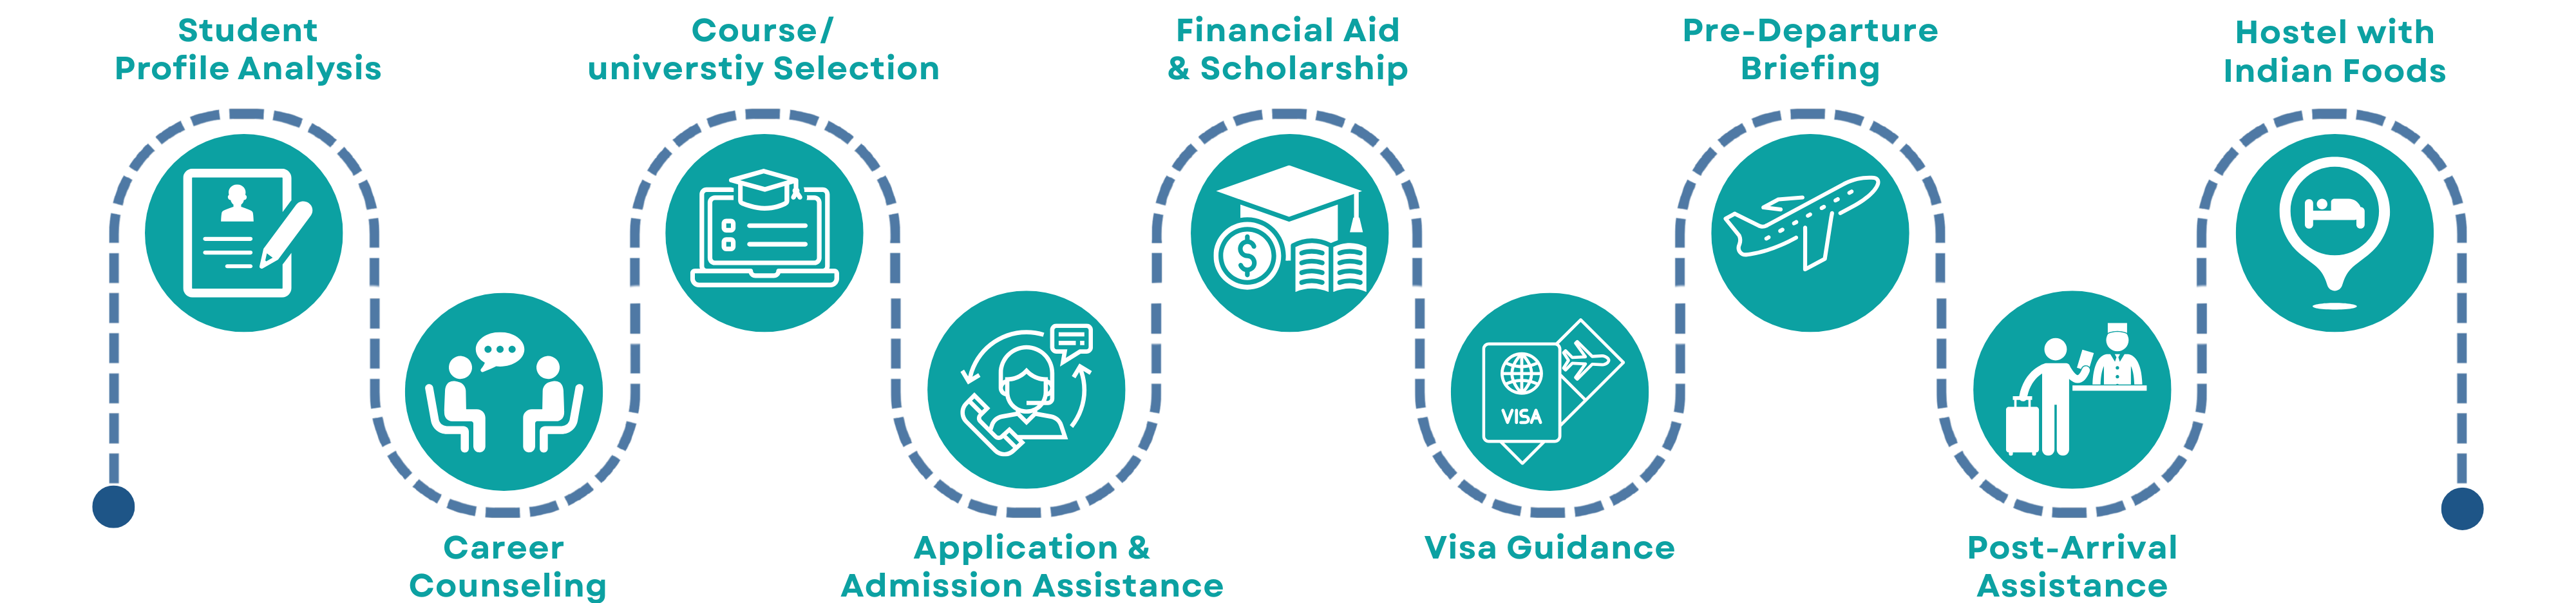 Student
Profile Analysis
Career
Counseling
Course/
universtiy Selection
Application &
Admission Assistance
Financial Aid
& Scholarship
VISA
Visa Guidance
Pre-Departure
Briefing
Post-Arrival
Assistance
Hostel with
Indian Foods